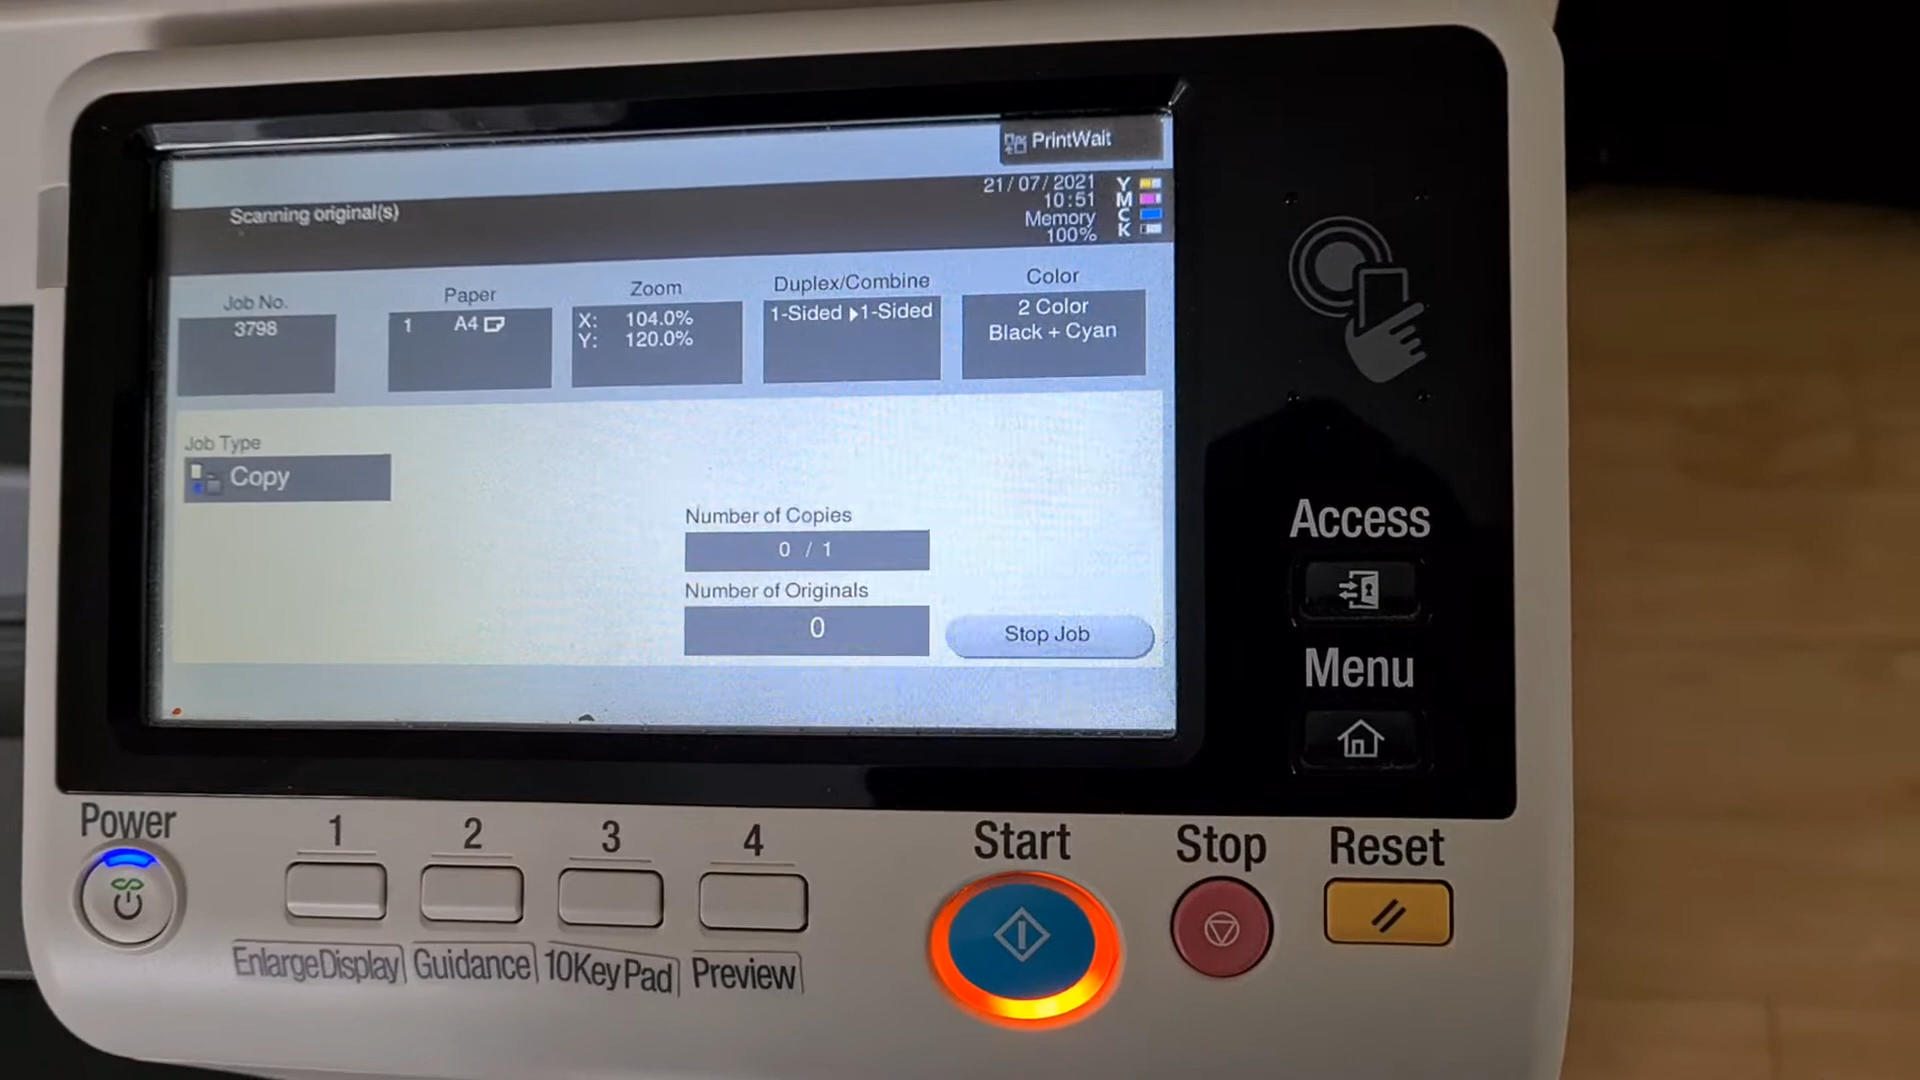 PrintWait
21/07/2021
10:51
Memory
100%
Y
M
C
K
Scanning original(s)
Job No.
3798
Paper
1 A4
Zoom
X: 104.0%
Y: 120.0%
Duplex/Combine
1-Sided ▶1-Sided
Color
2 Color
Black + Cyan
Job Type
Copy
Number of Copies
0 / 1
Number of Originals
0
Stop Job
Access
Menu
Power
1
2
3
4
Start
Stop
Reset
EnlargeDisplay
Guidance
10Key Pad
Preview